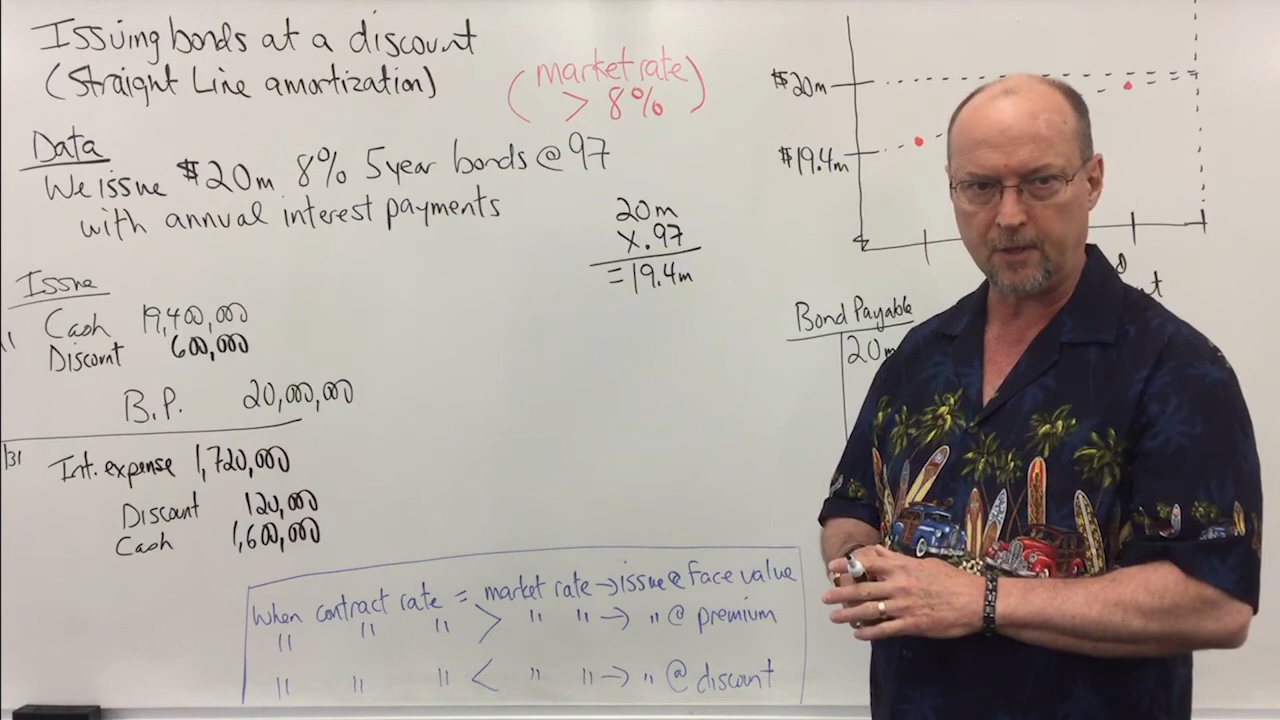 Issuing bonds at a discount
(Straight Line amortization)
(market rate
> 8%)
Data
We issue $20m 8% 5 year bonds @ 97
with annual interest payments
20m
x .97
= 19.4m
Issue
Cash 19,400,000
Discount 600,000
B.P. 20,000,000
/31 Int. expense 1,720,000
Discount 120,000
Cash 1,600,000
When contract rate = market rate → issue @ face value
" " " > " " → " @ premium
" " " < " " → " @ discount
$20m
$19.4m
Bond Payable
20m